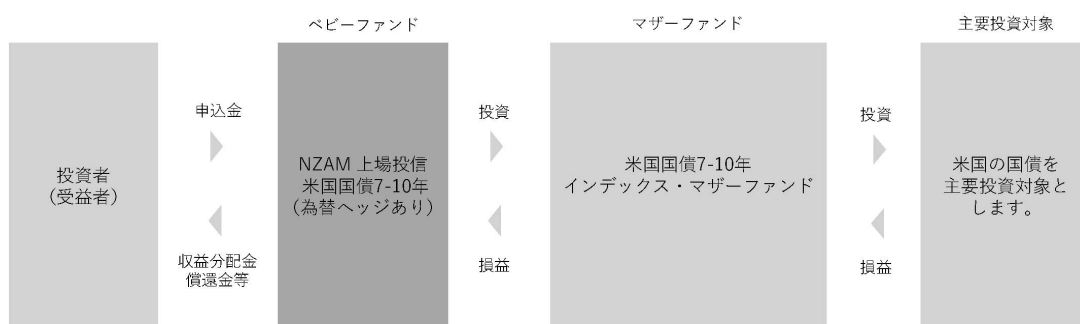 ベビーファンド
マザーファンド
主要投資対象
投資者
（受益者）
申込金
収益分配金
償還金等
NZAM 上場投信
米国国債7-10年
（為替ヘッジあり）
投資
損益
米国国債7-10年
インデックス・マザーファンド
投資
損益
米国の国債を
主要投資対象と
します。